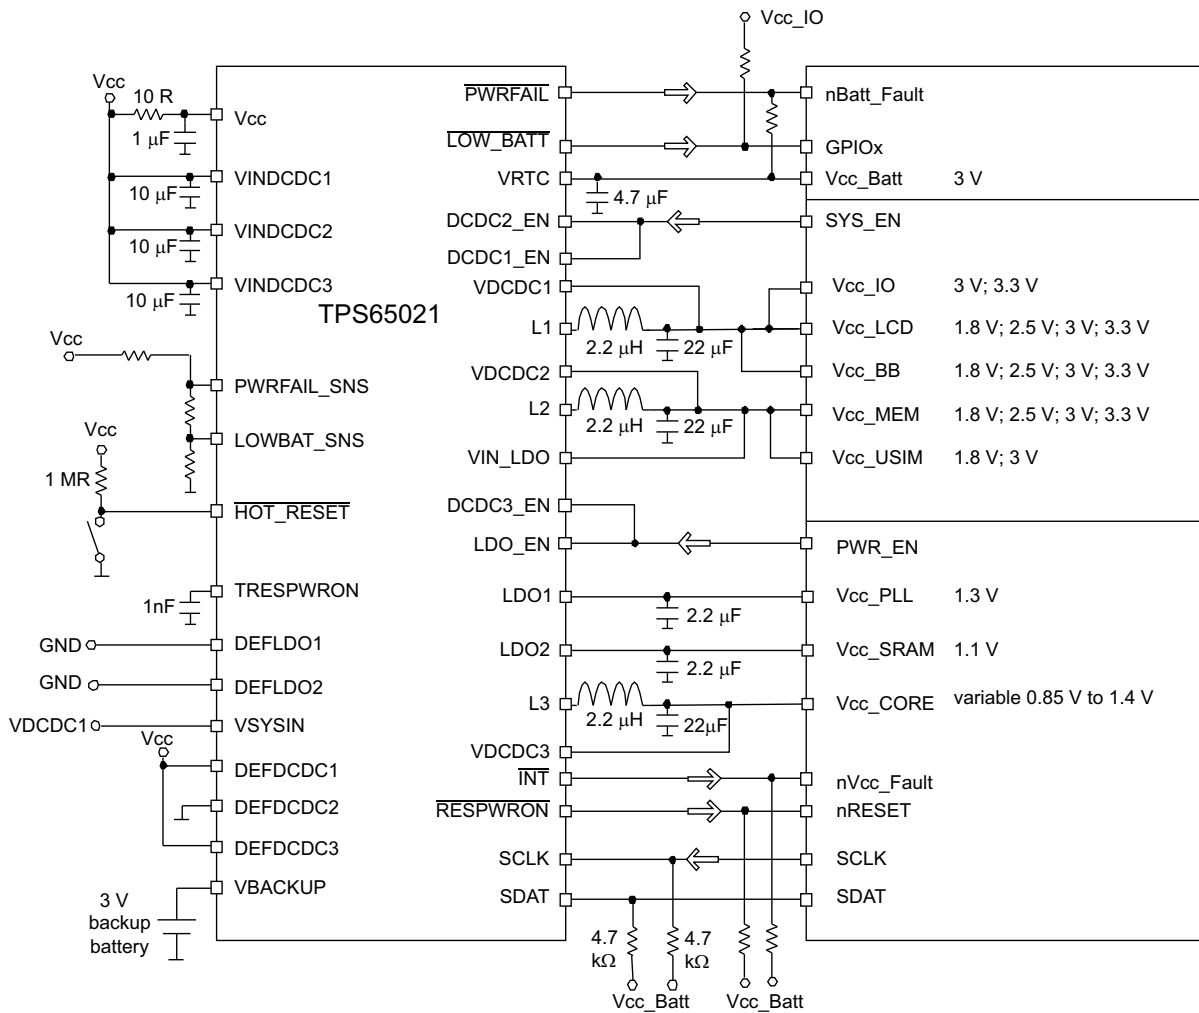 Vcc_IO
Vcc
10 R
1 μF
Vcc
VINDCDC1
10 μF
VINDCDC2
10 μF
VINDCDC3
10 μF
TPS65021
Vcc
PWRFAIL_SNS
LOWBAT_SNS
Vcc
1 MR
HOT_RESET
TRESPWRON
1nF
GND
DEFLDO1
GND
DEFLDO2
VDCDC1
VSYSIN
Vcc
DEFDCDC1
DEFDCDC2
DEFDCDC3
VBACKUP
3 V
backup
battery
PWRFAIL
LOW_BATT
VRTC
4.7 μF
DCDC2_EN
DCDC1_EN
VDCDC1
L1
2.2 μH
22 μF
VDCDC2
L2
2.2 μH
22 μF
VIN_LDO
DCDC3_EN
LDO_EN
LDO1
2.2 μF
LDO2
2.2 μF
L3
2.2 μH
22μF
VDCDC3
INT
RESPWRON
SCLK
SDAT
4.7
kΩ
4.7
kΩ
Vcc_Batt
Vcc_Batt
nBatt_Fault
GPIOx
Vcc_Batt 3 V
SYS_EN
Vcc_IO 3 V; 3.3 V
Vcc_LCD 1.8 V; 2.5 V; 3 V; 3.3 V
Vcc_BB 1.8 V; 2.5 V; 3 V; 3.3 V
Vcc_MEM 1.8 V; 2.5 V; 3 V; 3.3 V
Vcc_USIM 1.8 V; 3 V
PWR_EN
Vcc_PLL 1.3 V
Vcc_SRAM 1.1 V
Vcc_CORE variable 0.85 V to 1.4 V
nVcc_Fault
nRESET
SCLK
SDAT